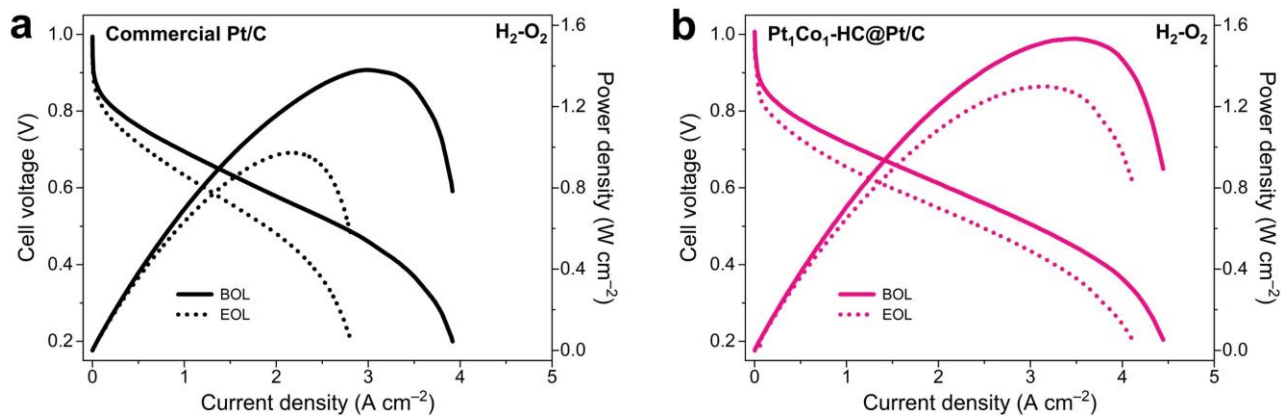 a
Commercial Pt/C
H₂-O₂
Cell voltage (V)
1.0
0.8
0.6
0.4
0.2
Power density (W cm⁻²)
1.6
1.2
0.8
0.4
0.0
BOL
EOL
0 1 2 3 4 5
Current density (A cm⁻²)
b
Pt₁Co₁-HC@Pt/C
H₂-O₂
Cell voltage (V)
1.0
0.8
0.6
0.4
0.2
Power density (W cm⁻²)
1.6
1.2
0.8
0.4
0.0
BOL
EOL
0 1 2 3 4 5
Current density (A cm⁻²)